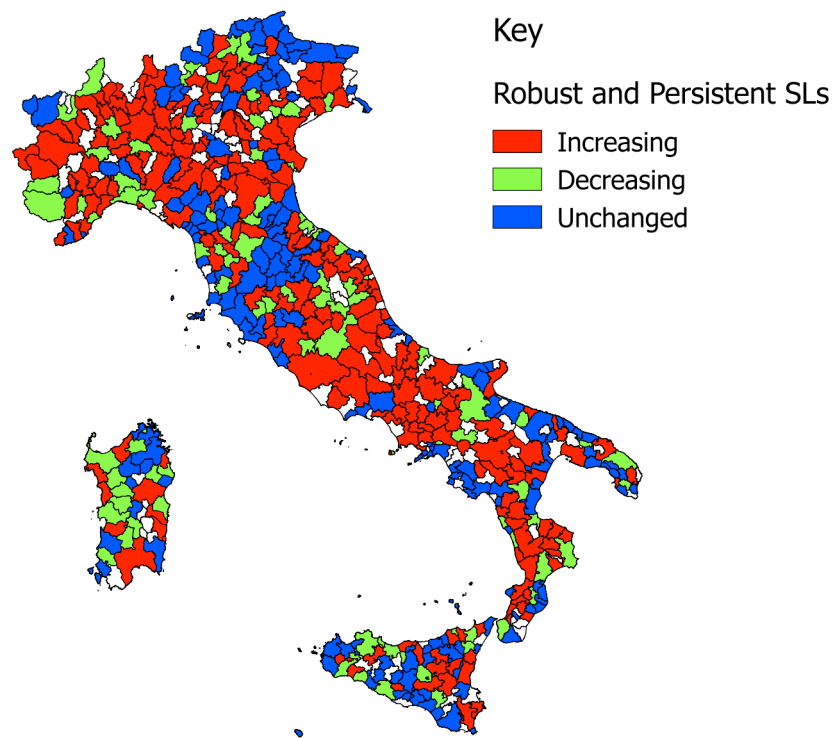 Key
Robust and Persistent SLs
Increasing
Decreasing
Unchanged